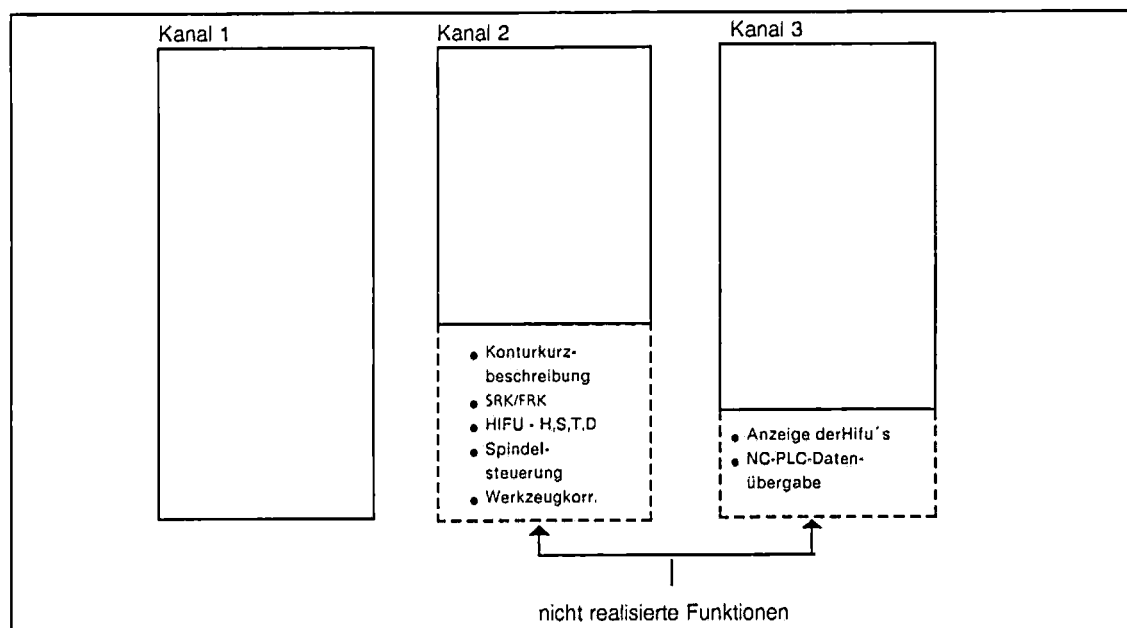 Kanal 1
Kanal 2
Kanal 3
● Konturkurz-
beschreibung
● SRK/FRK
● HIFU - H,S,T,D
● Spindel-
steuerung
● Werkzeugkorr.
● Anzeige derHifu´s
● NC-PLC-Daten-
übergabe
nicht realisierte Funktionen